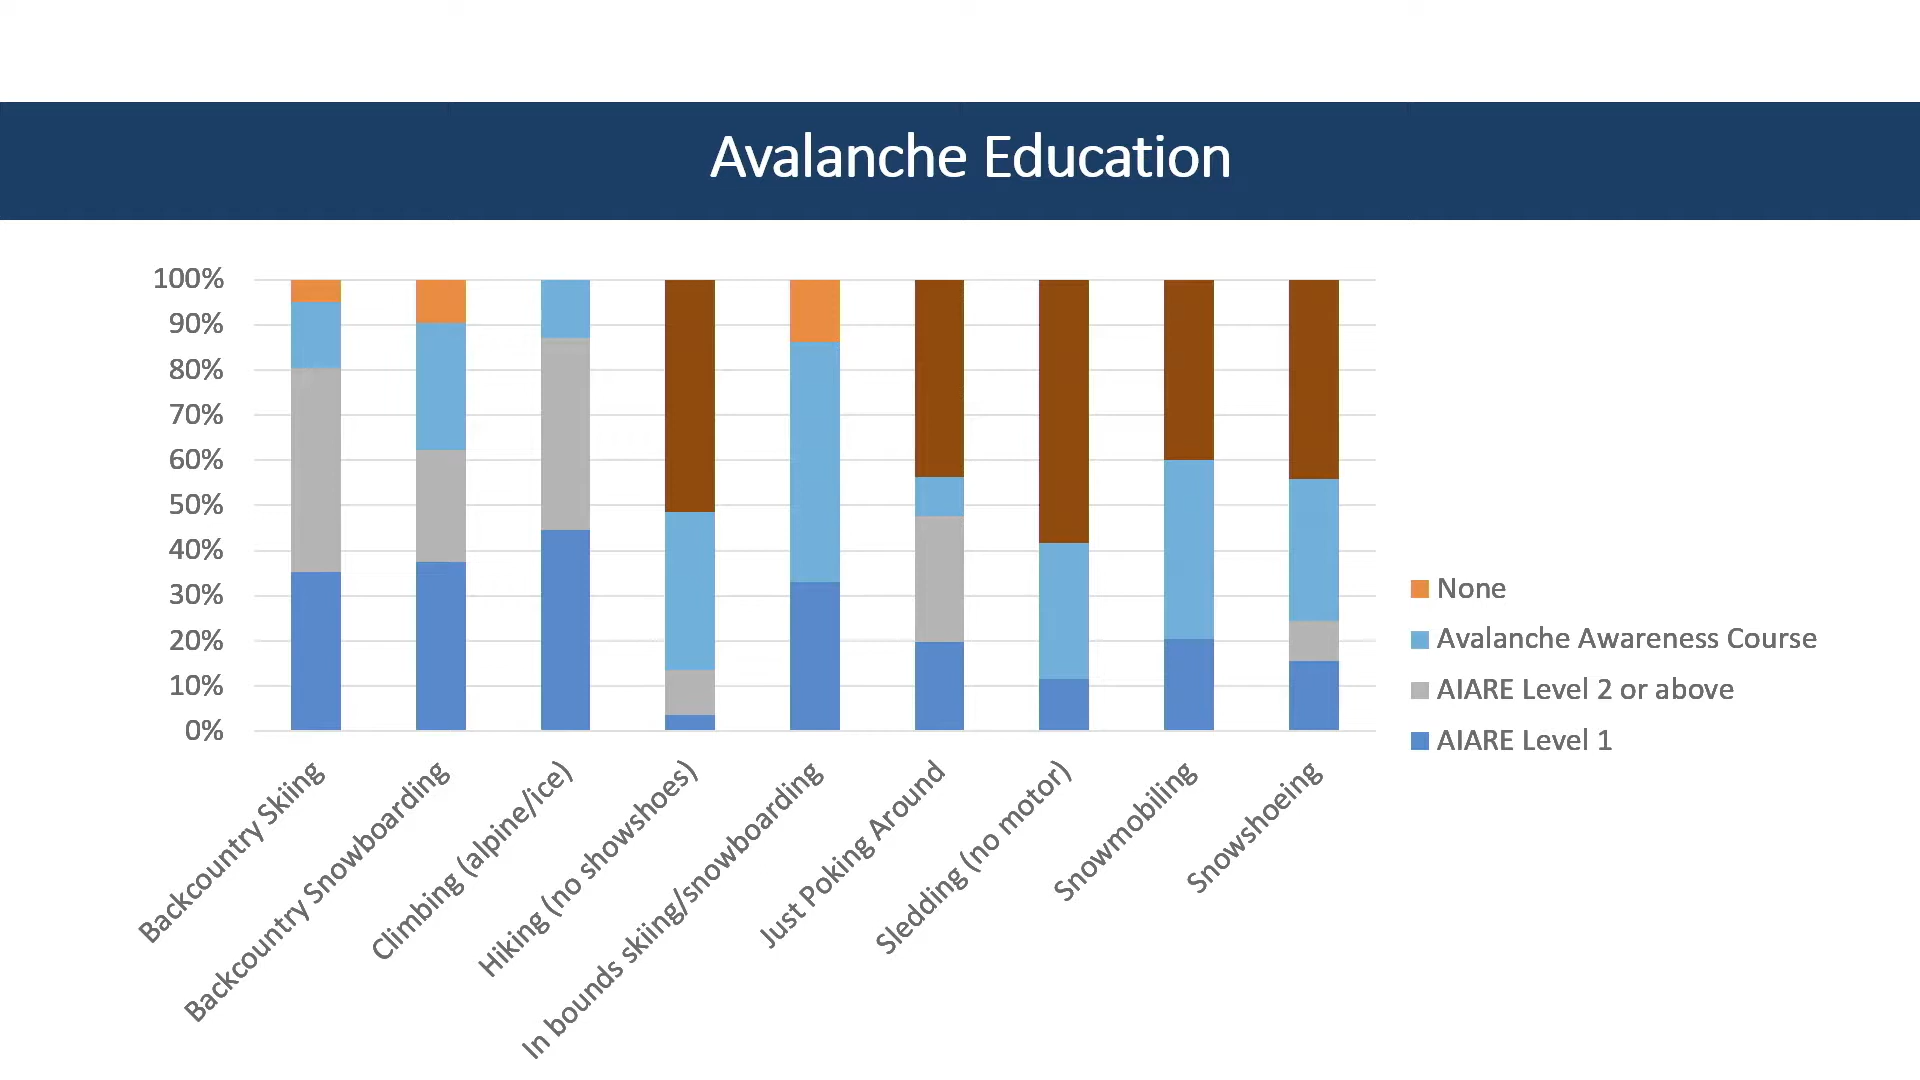 Avalanche Education
100%
90%
80%
70%
60%
50%
40%
30%
20%
10%
0%
Backcountry Skiing
Backcountry Snowboarding
Climbing (alpine/ice)
Hiking (no showshoes)
In bounds skiing/snowboarding
Just Poking Around
Sledding (no motor)
Snowmobiling
Snowshoeing
None
Avalanche Awareness Course
AIARE Level 2 or above
AIARE Level 1